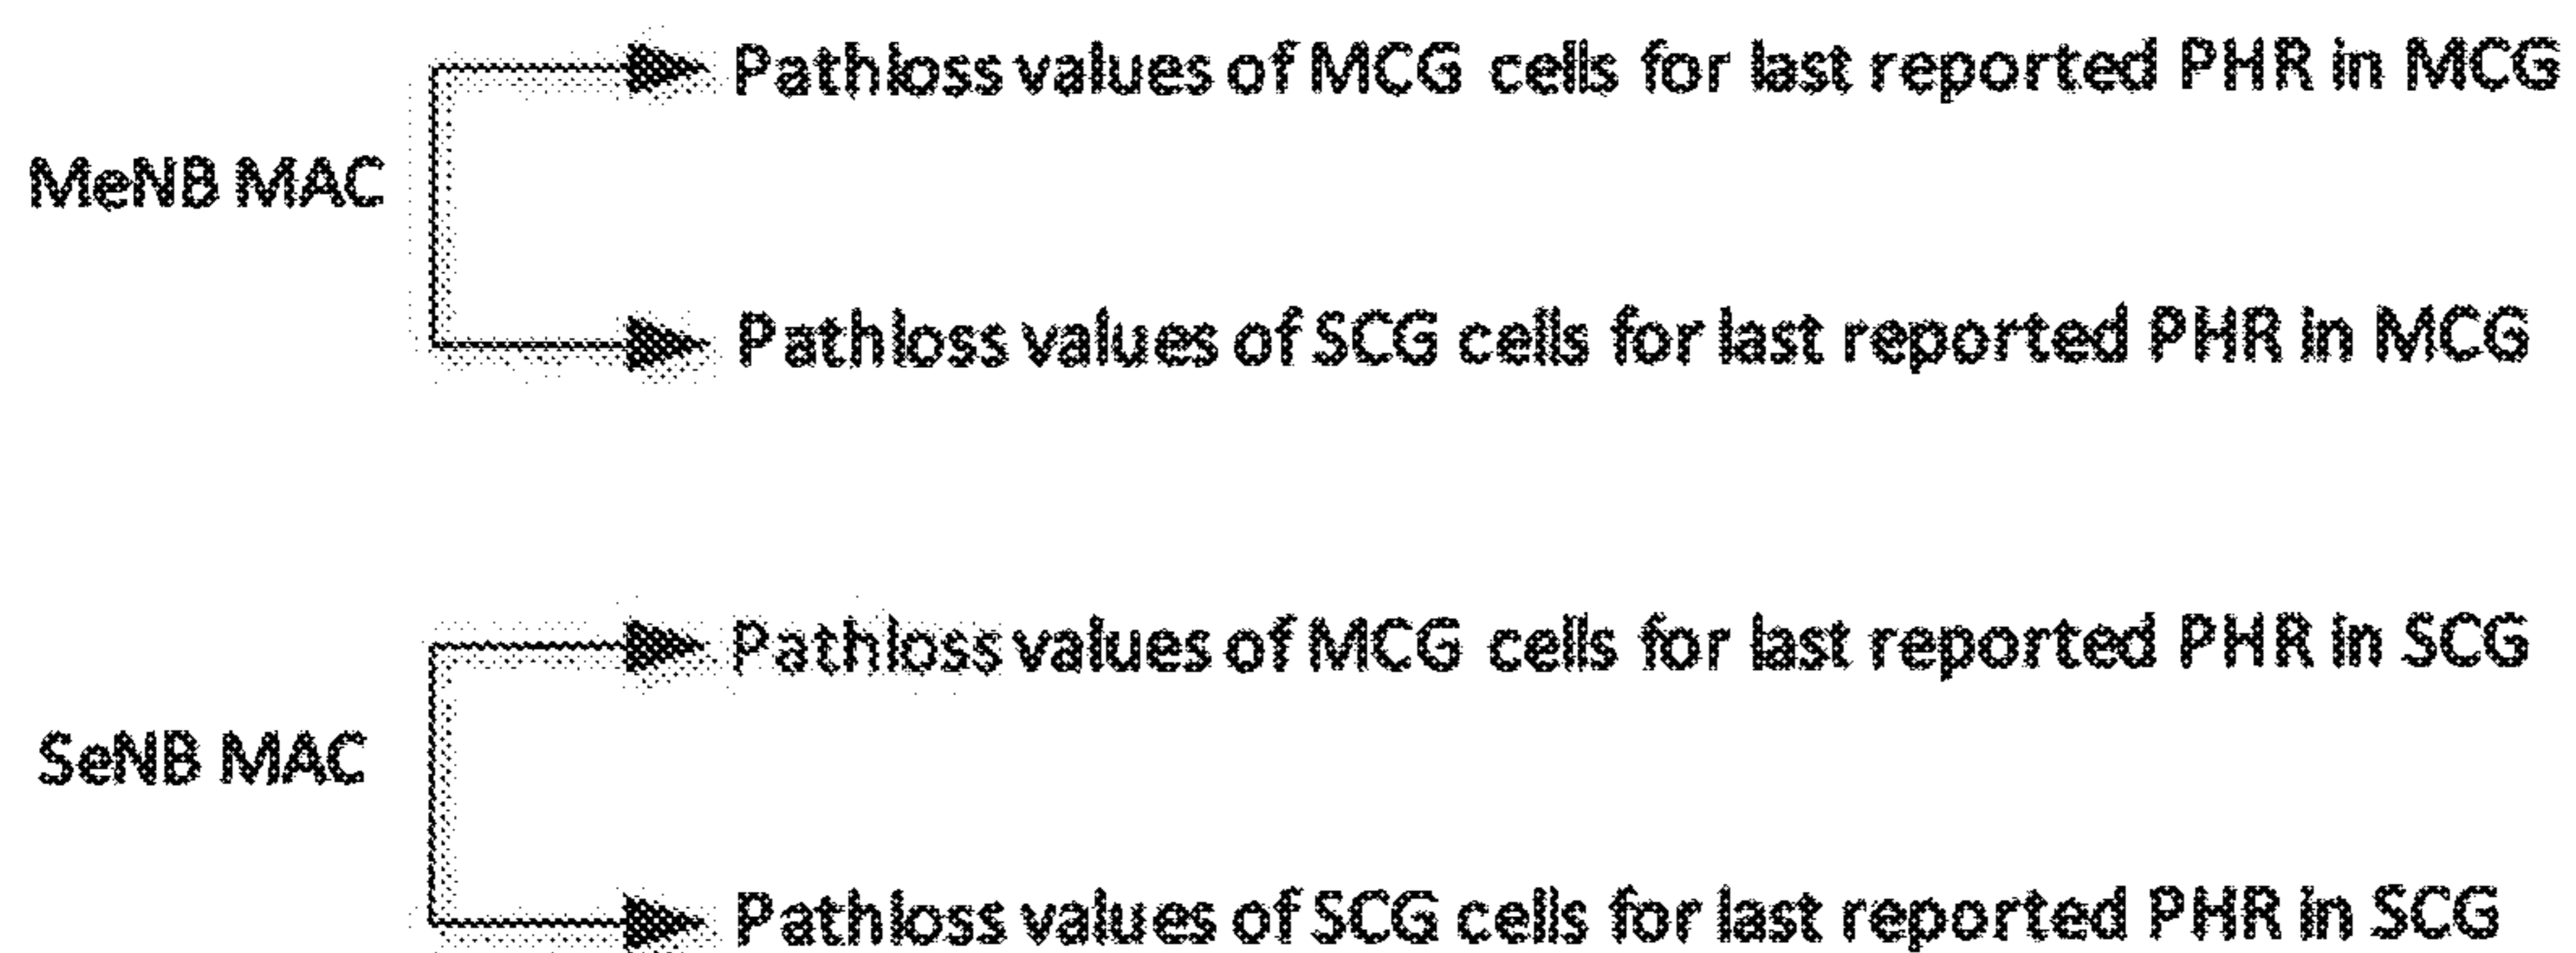 Pathloss values of MCG cells for last reported PHR in MCG
MeNB MAC
Pathloss values of SCG cells for last reported PHR in MCG
Pathloss values of MCG cells for last reported PHR in SCG
SeNB MAC
Pathloss values of SCG cells for last reported PHR in SCG